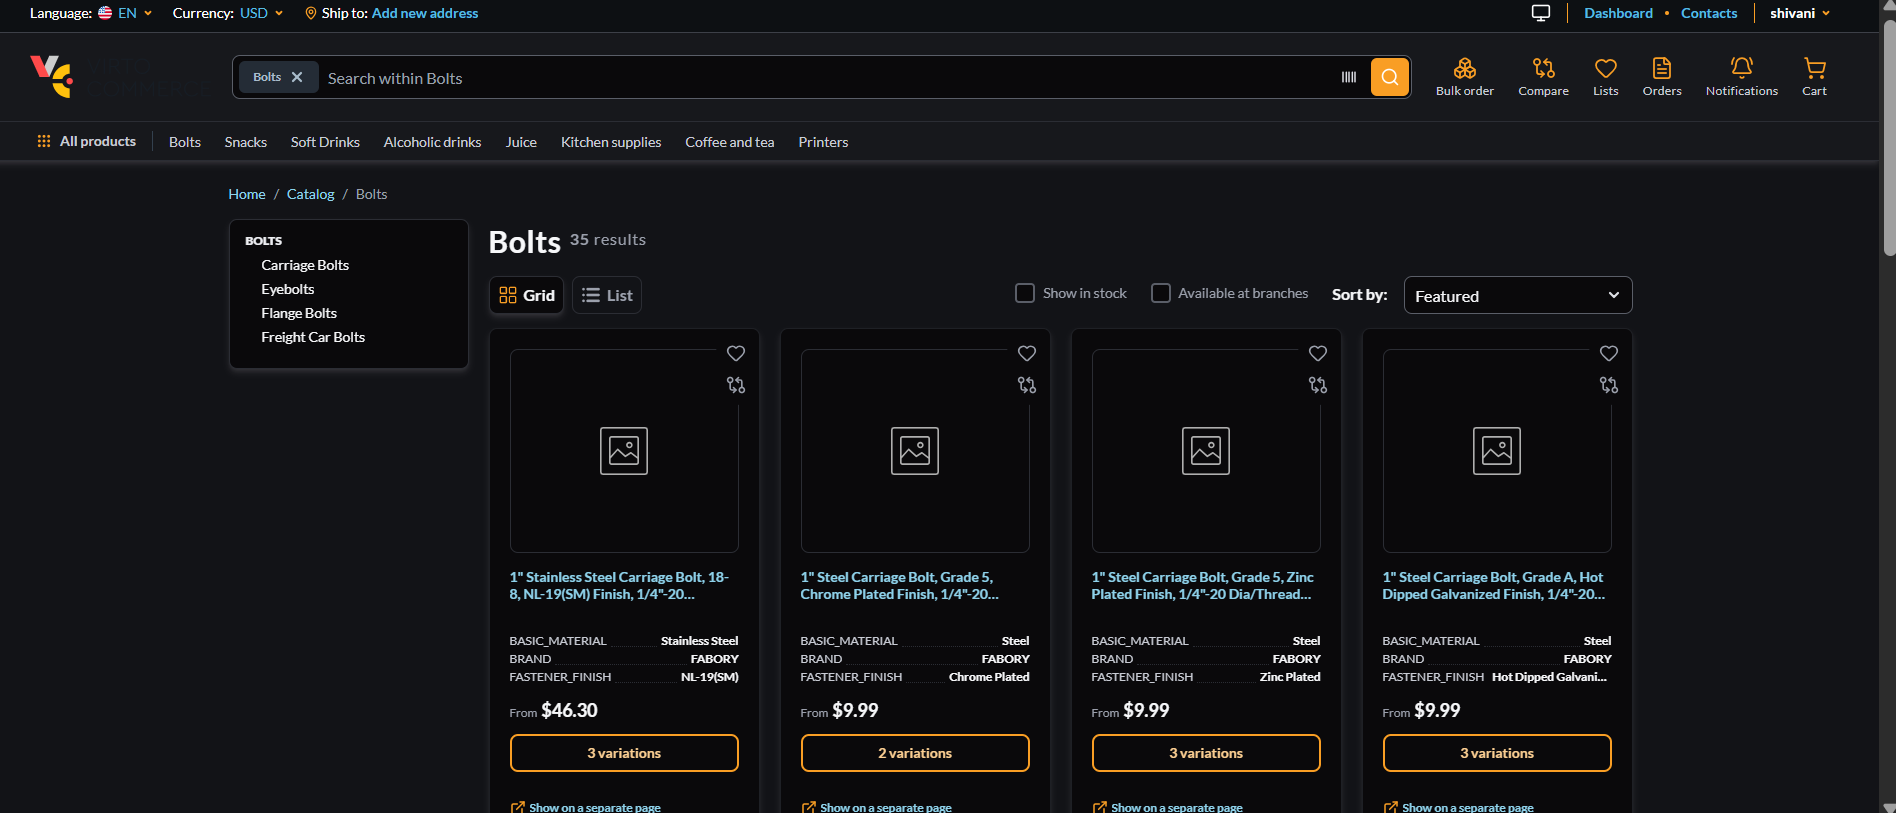 Language: EN Currency: USD Ship to: Add new address Dashboard • Contacts shivani
Bolts Search within Bolts Bulk order Compare Lists Orders Notifications Cart
All products Bolts Snacks Soft Drinks Alcoholic drinks Juice Kitchen supplies Coffee and tea Printers
Home / Catalog / Bolts
BOLTS
Carriage Bolts
Eyebolts
Flange Bolts
Freight Car Bolts
Bolts 35 results
Grid List Show in stock Available at branches Sort by: Featured
1" Stainless Steel Carriage Bolt, 18-
8, NL-19(SM) Finish, 1/4"-20...
BASIC_MATERIAL Stainless Steel
BRAND FABORY
FASTENER_FINISH NL-19(SM)
From $46.30
3 variations
Show on a separate page
1" Steel Carriage Bolt, Grade 5,
Chrome Plated Finish, 1/4"-20...
BASIC_MATERIAL Steel
BRAND FABORY
FASTENER_FINISH Chrome Plated
From $9.99
2 variations
Show on a separate page
1" Steel Carriage Bolt, Grade 5, Zinc
Plated Finish, 1/4"-20 Dia/Thread...
BASIC_MATERIAL Steel
BRAND FABORY
FASTENER_FINISH Zinc Plated
From $9.99
3 variations
Show on a separate page
1" Steel Carriage Bolt, Grade A, Hot
Dipped Galvanized Finish, 1/4"-20...
BASIC_MATERIAL Steel
BRAND FABORY
FASTENER_FINISH Hot Dipped Galvani...
From $9.99
3 variations
Show on a separate page